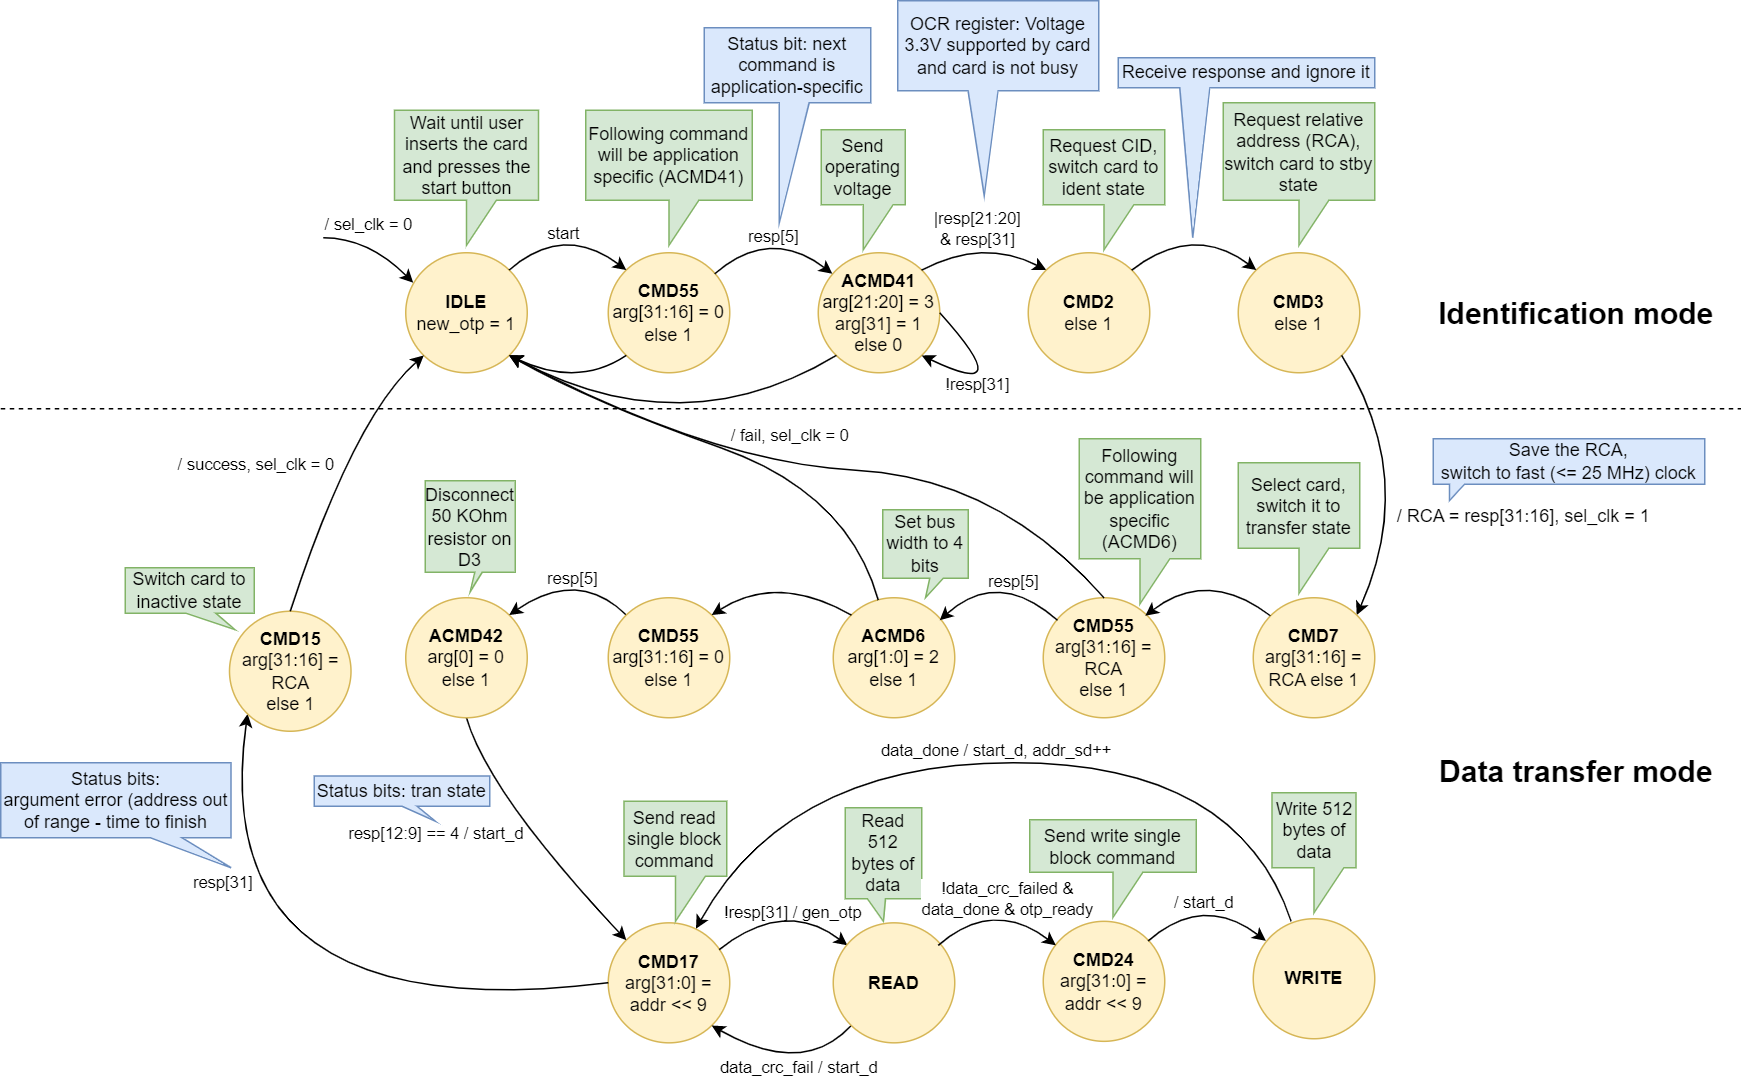 OCR register: Voltage
3.3V supported by card
and card is not busy
Status bit: next
command is
application-specific
Receive response and ignore it
Wait until user
inserts the card
and presses the
start button
Following command
will be application
specific (ACMD41)
Send
operating
voltage
Request CID,
switch card to
ident state
Request relative
address (RCA),
switch card to stby
state
/ sel_clk = 0
start
resp[5]
|resp[21:20]
& resp[31]
IDLE
new_otp = 1
CMD55
arg[31:16] = 0
else 1
ACMD41
arg[21:20] = 3
arg[31] = 1
else 0
CMD2
else 1
CMD3
else 1
Identification mode
!resp[31]
/ fail, sel_clk = 0
/ success, sel_clk = 0
Save the RCA,
switch to fast (<= 25 MHz) clock
/ RCA = resp[31:16], sel_clk = 1
Disconnect
50 KOhm
resistor on
D3
Set bus
width to 4
bits
Following
command will
be application
specific
(ACMD6)
Select card,
switch it to
transfer state
Switch card to
inactive state
resp[5]
resp[5]
CMD15
arg[31:16] =
RCA
else 1
ACMD42
arg[0] = 0
else 1
CMD55
arg[31:16] = 0
else 1
ACMD6
arg[1:0] = 2
else 1
CMD55
arg[31:16] =
RCA
else 1
CMD7
arg[31:16] =
RCA else 1
data_done / start_d, addr_sd++
Data transfer mode
Status bits:
argument error (address out
of range - time to finish
resp[31]
Status bits: tran state
resp[12:9] == 4 / start_d
Send read
single block
command
Read
512
bytes of
data
Send write single
block command
Write 512
bytes of
data
!resp[31] / gen_otp
!data_crc_failed &
data_done & otp_ready
/ start_d
CMD17
arg[31:0] =
addr << 9
READ
CMD24
arg[31:0] =
addr << 9
WRITE
data_crc_fail / start_d